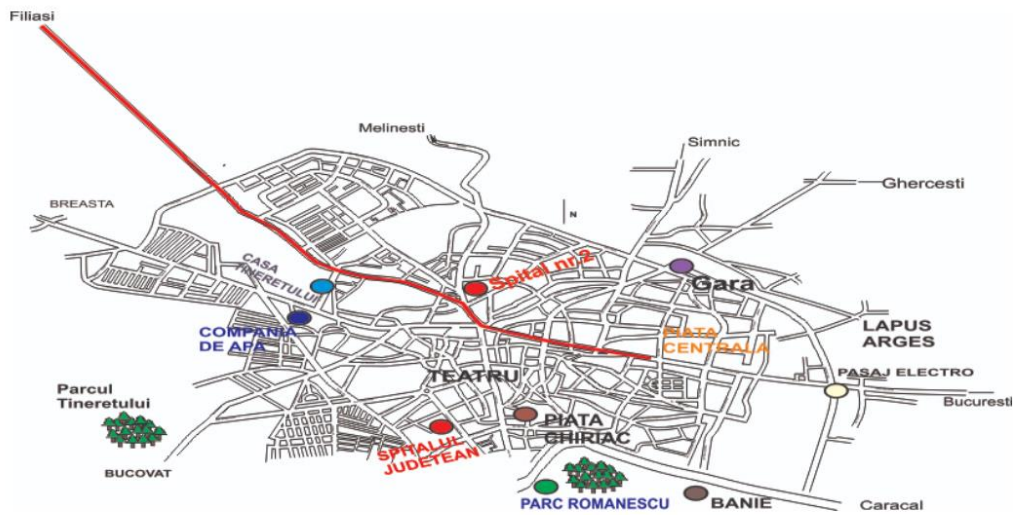 Filiasi
Melinesti
Simnic
Ghercesti
BREASTA
N
CASA
TINERETULUI
Spital nr.2
Gara
COMPANIA
DE APA
PIATA
CENTRALA
LAPUS
ARGES
TEATRU
PASAJ ELECTRO
Bucuresti
Parcul
Tineretului
PIATA
CHIRIAC
SPITALUL
JUDETEAN
BUCOVAT
PARC ROMANESCU
BANIE
Caracal